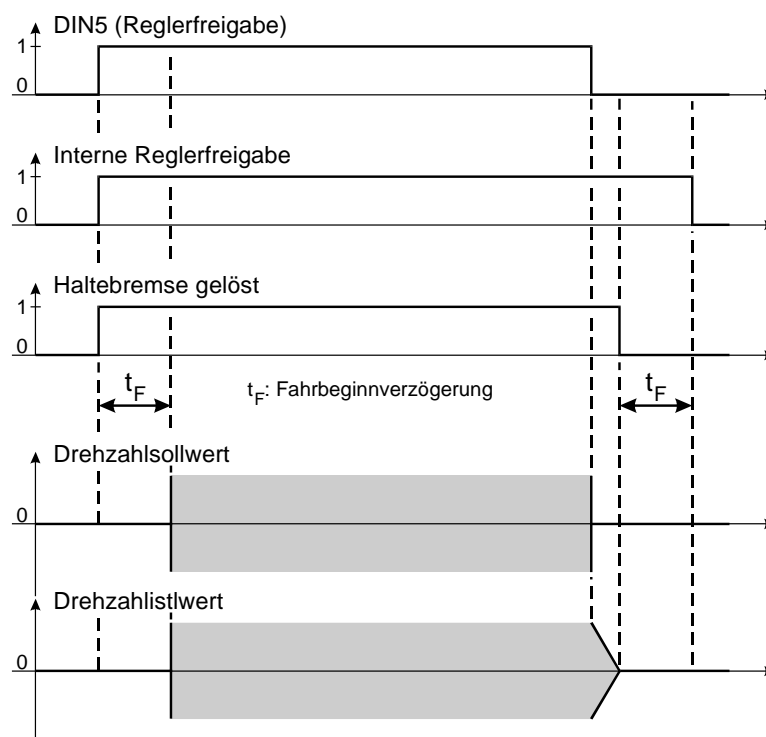 DIN5 (Reglerfreigabe)
1
0
Interne Reglerfreigabe
1
0
Haltebremse gelöst
1
0
tF
tF: Fahrbeginnverzögerung
tF
Drehzahlsollwert
0
Drehzahlistlwert
0